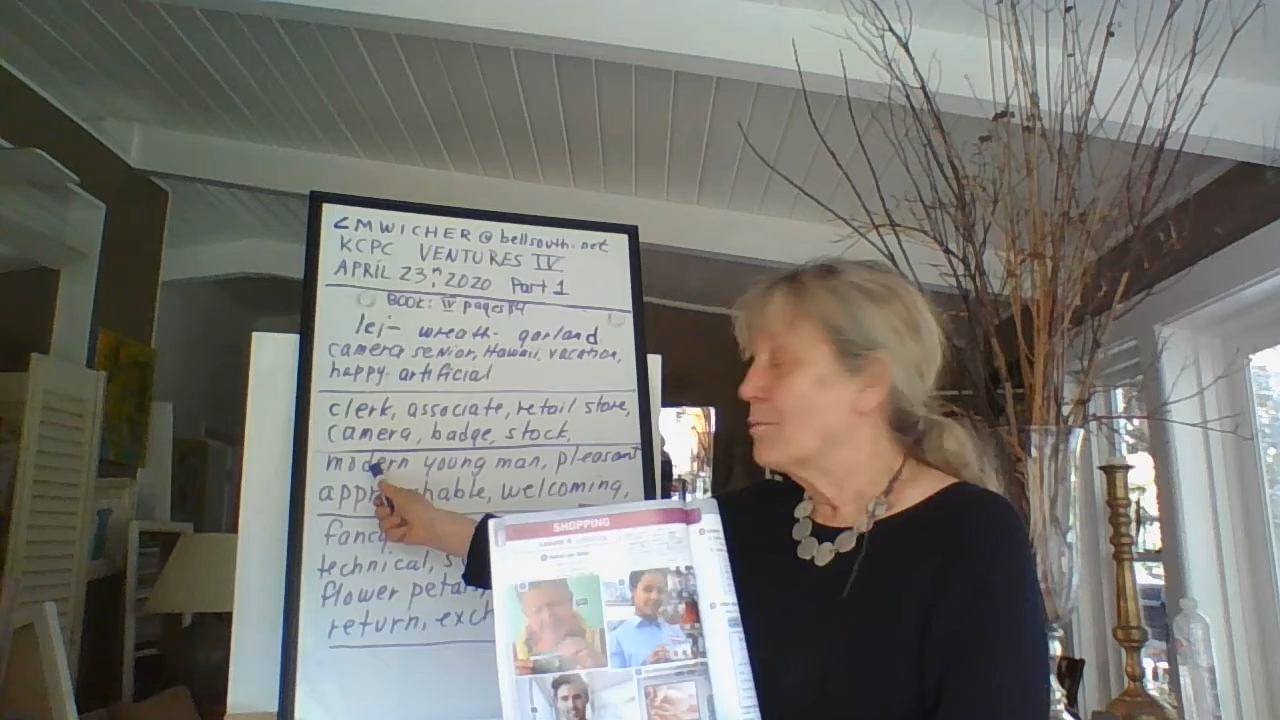 LMWICHER@bellsouth.net
KCPC VENTURES IV
APRIL 23rd, 2020 Part 1
BOOK: IV pages 84
lei- wreath- garland
camera senior, Hawaii, vacation,
happy artificial
clerk, associate, retail store,
camera, badge, stock,
modern young man, pleasant
welcoming,
fancy
technical,
flower
return,
SHOPPING